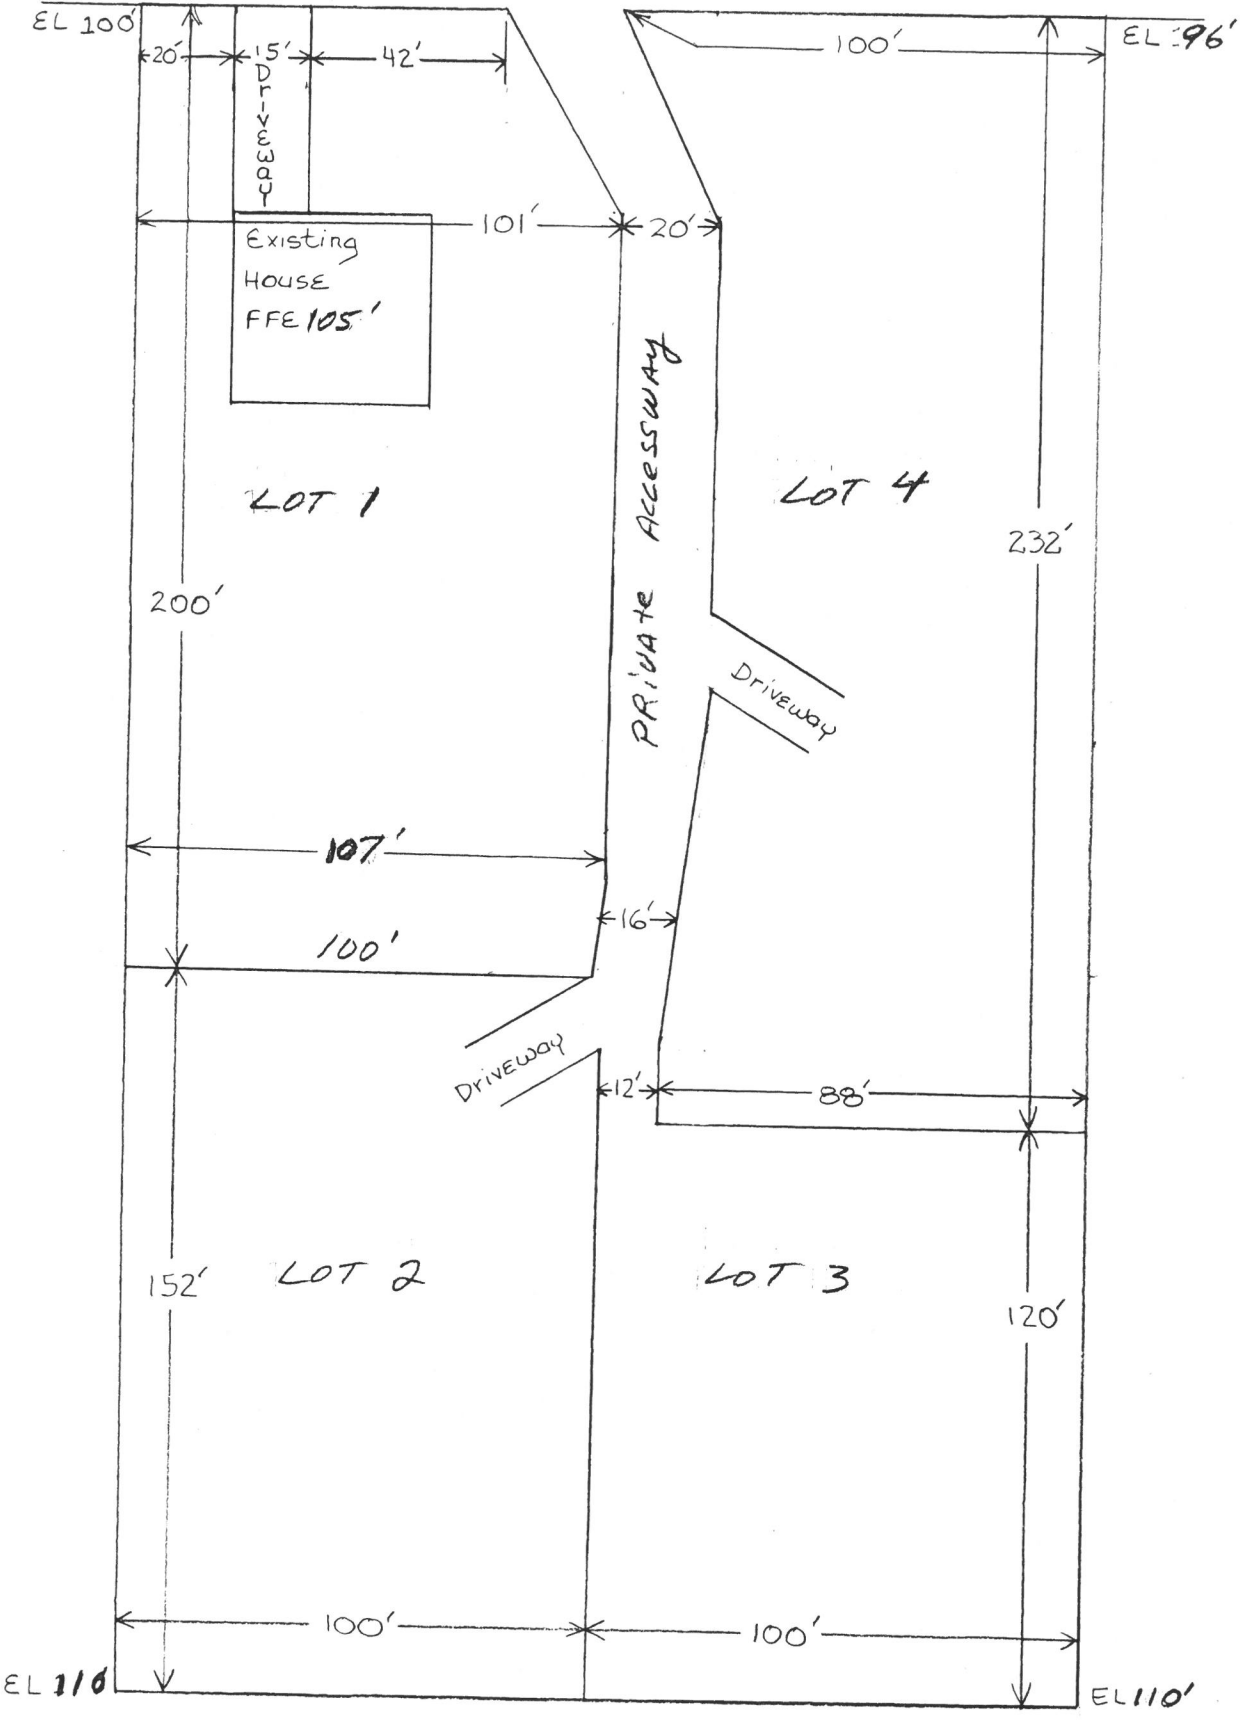 EL 100'
EL 96'
20'
15'
42'
100'
Driveway
101'
20'
Existing
HOUSE
FFE 105'
PRIVATE ACCESSWAY
LOT 1
LOT 4
232'
200'
Driveway
107'
16'
100'
Driveway
12'
88'
152'
LOT 2
LOT 3
120'
100'
100'
EL 110'